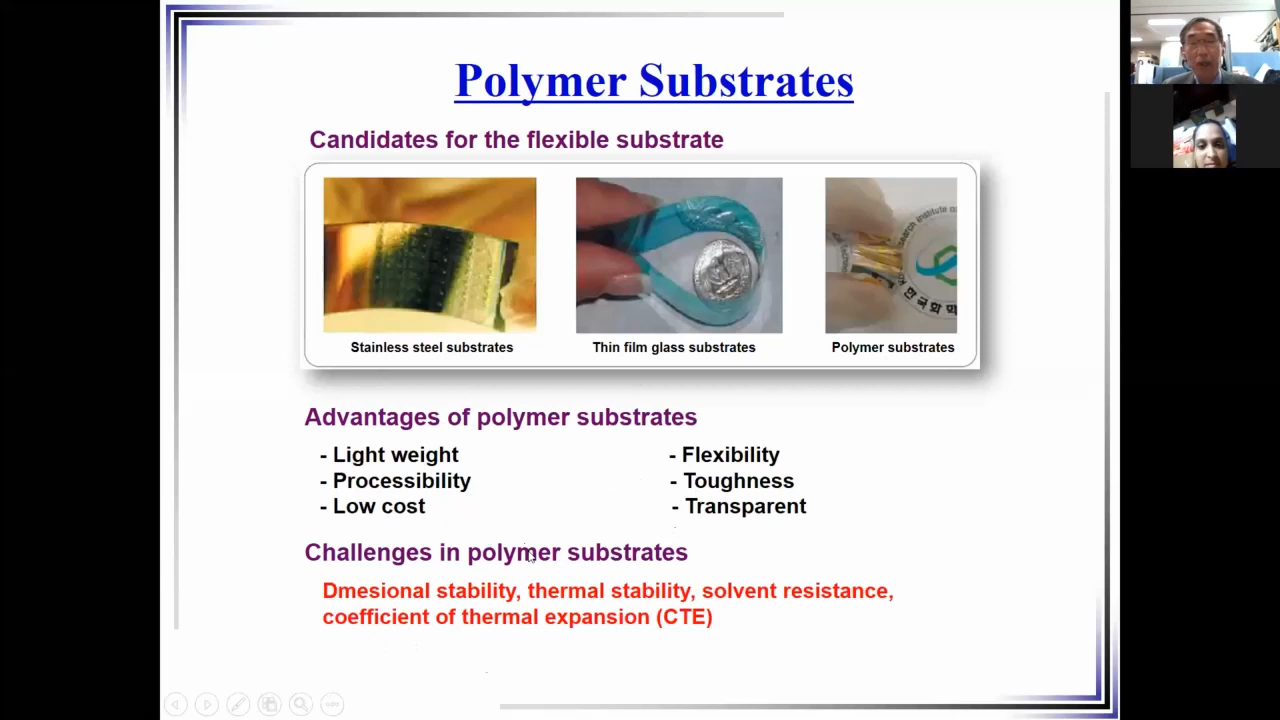 Polymer Substrates
Candidates for the flexible substrate
Stainless steel substrates
Thin film glass substrates
Polymer substrates
Advantages of polymer substrates
- Light weight
- Flexibility
- Processibility
- Toughness
- Low cost
- Transparent
Challenges in polymer substrates
Dmesional stability, thermal stability, solvent resistance,
coefficient of thermal expansion (CTE)